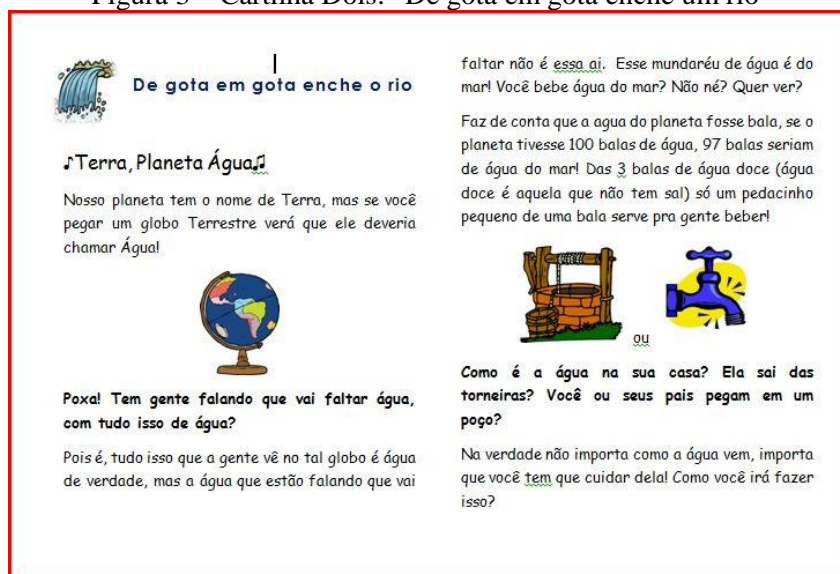 Figura 3 – Cartilha Dois: "De gota em gota enche um rio"
De gota em gota enche o rio
♪Terra, Planeta Água♫
Nosso planeta tem o nome de Terra, mas se você
pegar um globo Terrestre verá que ele deveria
chamar Água!
Poxa! Tem gente falando que vai faltar água,
com tudo isso de água?
Pois é, tudo isso que a gente vê no tal globo é água
de verdade, mas a água que estão falando que vai
faltar não é essa ai. Esse mundaréu de água é do
mar! Você bebe água do mar? Não né? Quer ver?
Faz de conta que a agua do planeta fosse bala, se o
planeta tivesse 100 balas de água, 97 balas seriam
de água do mar! Das 3 balas de água doce (água
doce é aquela que não tem sal) só um pedacinho
pequeno de uma bala serve pra gente beber!
ou
Como é a água na sua casa? Ela sai das
torneiras? Você ou seus pais pegam em um
poço?
Na verdade não importa como a água vem, importa
que você tem que cuidar dela! Como você irá fazer
isso?